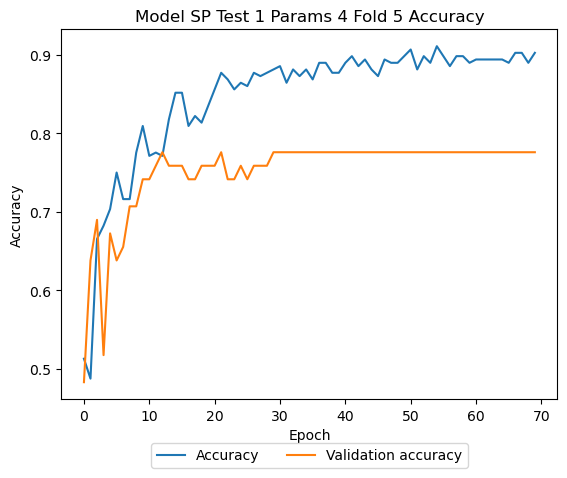 Model SP Test 1 Params 4 Fold 5 Accuracy
0.9
0.8
0.7
0.6
0.5
Accuracy
0 10 20 30 40 50 60 70
Epoch
Accuracy Validation accuracy